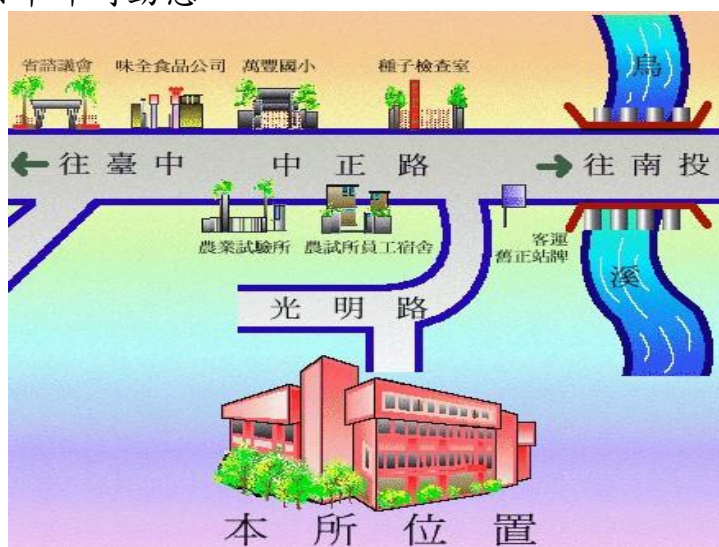 省諮議會 味全食品公司 萬豐國小 種子檢查室
烏
←往臺中 中正路 →往南投
農業試驗所 農試所員工宿舍
客運
舊正站牌
溪
光明路
本所位置